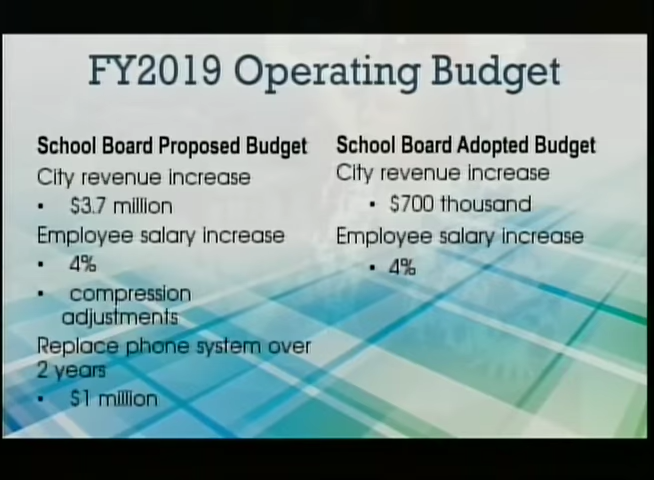 FY2019 Operating Budget
School Board Proposed Budget
City revenue increase
• $3.7 million
Employee salary increase
• 4%
• compression
adjustments
Replace phone system over
2 years
• $1 million
School Board Adopted Budget
City revenue increase
• $700 thousand
Employee salary increase
• 4%